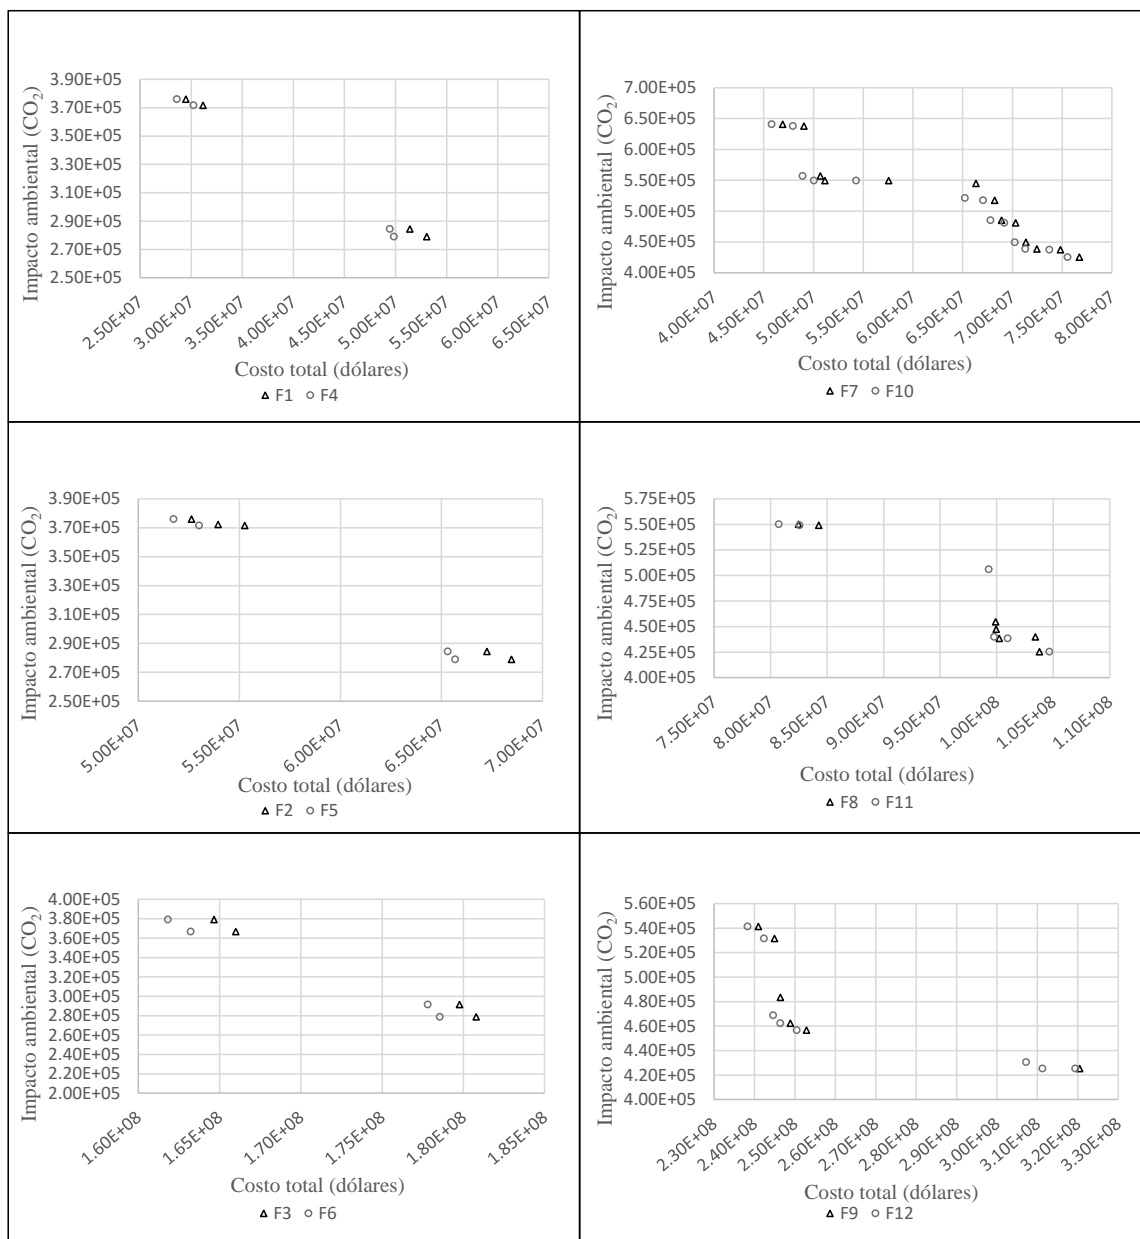 Impacto ambiental (CO₂)
3.90E+05
3.70E+05
3.50E+05
3.30E+05
3.10E+05
2.90E+05
2.70E+05
2.50E+05
2.50E+07
3.00E+07
3.50E+07
4.00E+07
4.50E+07
5.00E+07
5.50E+07
6.00E+07
6.50E+07
Costo total (dólares)
F1 F4
Impacto ambiental (CO₂)
7.00E+05
6.50E+05
6.00E+05
5.50E+05
5.00E+05
4.50E+05
4.00E+05
4.00E+07
4.50E+07
5.00E+07
5.50E+07
6.00E+07
6.50E+07
7.00E+07
7.50E+07
8.00E+07
Costo total (dólares)
F7 F10
Impacto ambiental (CO₂)
3.90E+05
3.70E+05
3.50E+05
3.30E+05
3.10E+05
2.90E+05
2.70E+05
2.50E+05
5.00E+07
5.50E+07
6.00E+07
6.50E+07
7.00E+07
Costo total (dólares)
F2 F5
Impacto ambiental (CO₂)
5.75E+05
5.50E+05
5.25E+05
5.00E+05
4.75E+05
4.50E+05
4.25E+05
4.00E+05
7.50E+07
8.00E+07
8.50E+07
9.00E+07
9.50E+07
1.00E+08
1.05E+08
1.10E+08
Costo total (dólares)
F8 F11
Impacto ambiental (CO₂)
4.00E+05
3.80E+05
3.60E+05
3.40E+05
3.20E+05
3.00E+05
2.80E+05
2.60E+05
2.40E+05
2.20E+05
2.00E+05
1.60E+08
1.65E+08
1.70E+08
1.75E+08
1.80E+08
1.85E+08
Costo total (dólares)
F3 F6
Impacto ambiental (CO₂)
5.60E+05
5.40E+05
5.20E+05
5.00E+05
4.80E+05
4.60E+05
4.40E+05
4.20E+05
4.00E+05
2.30E+08
2.40E+08
2.50E+08
2.60E+08
2.70E+08
2.80E+08
2.90E+08
3.00E+08
3.10E+08
3.20E+08
3.30E+08
Costo total (dólares)
F9 F12